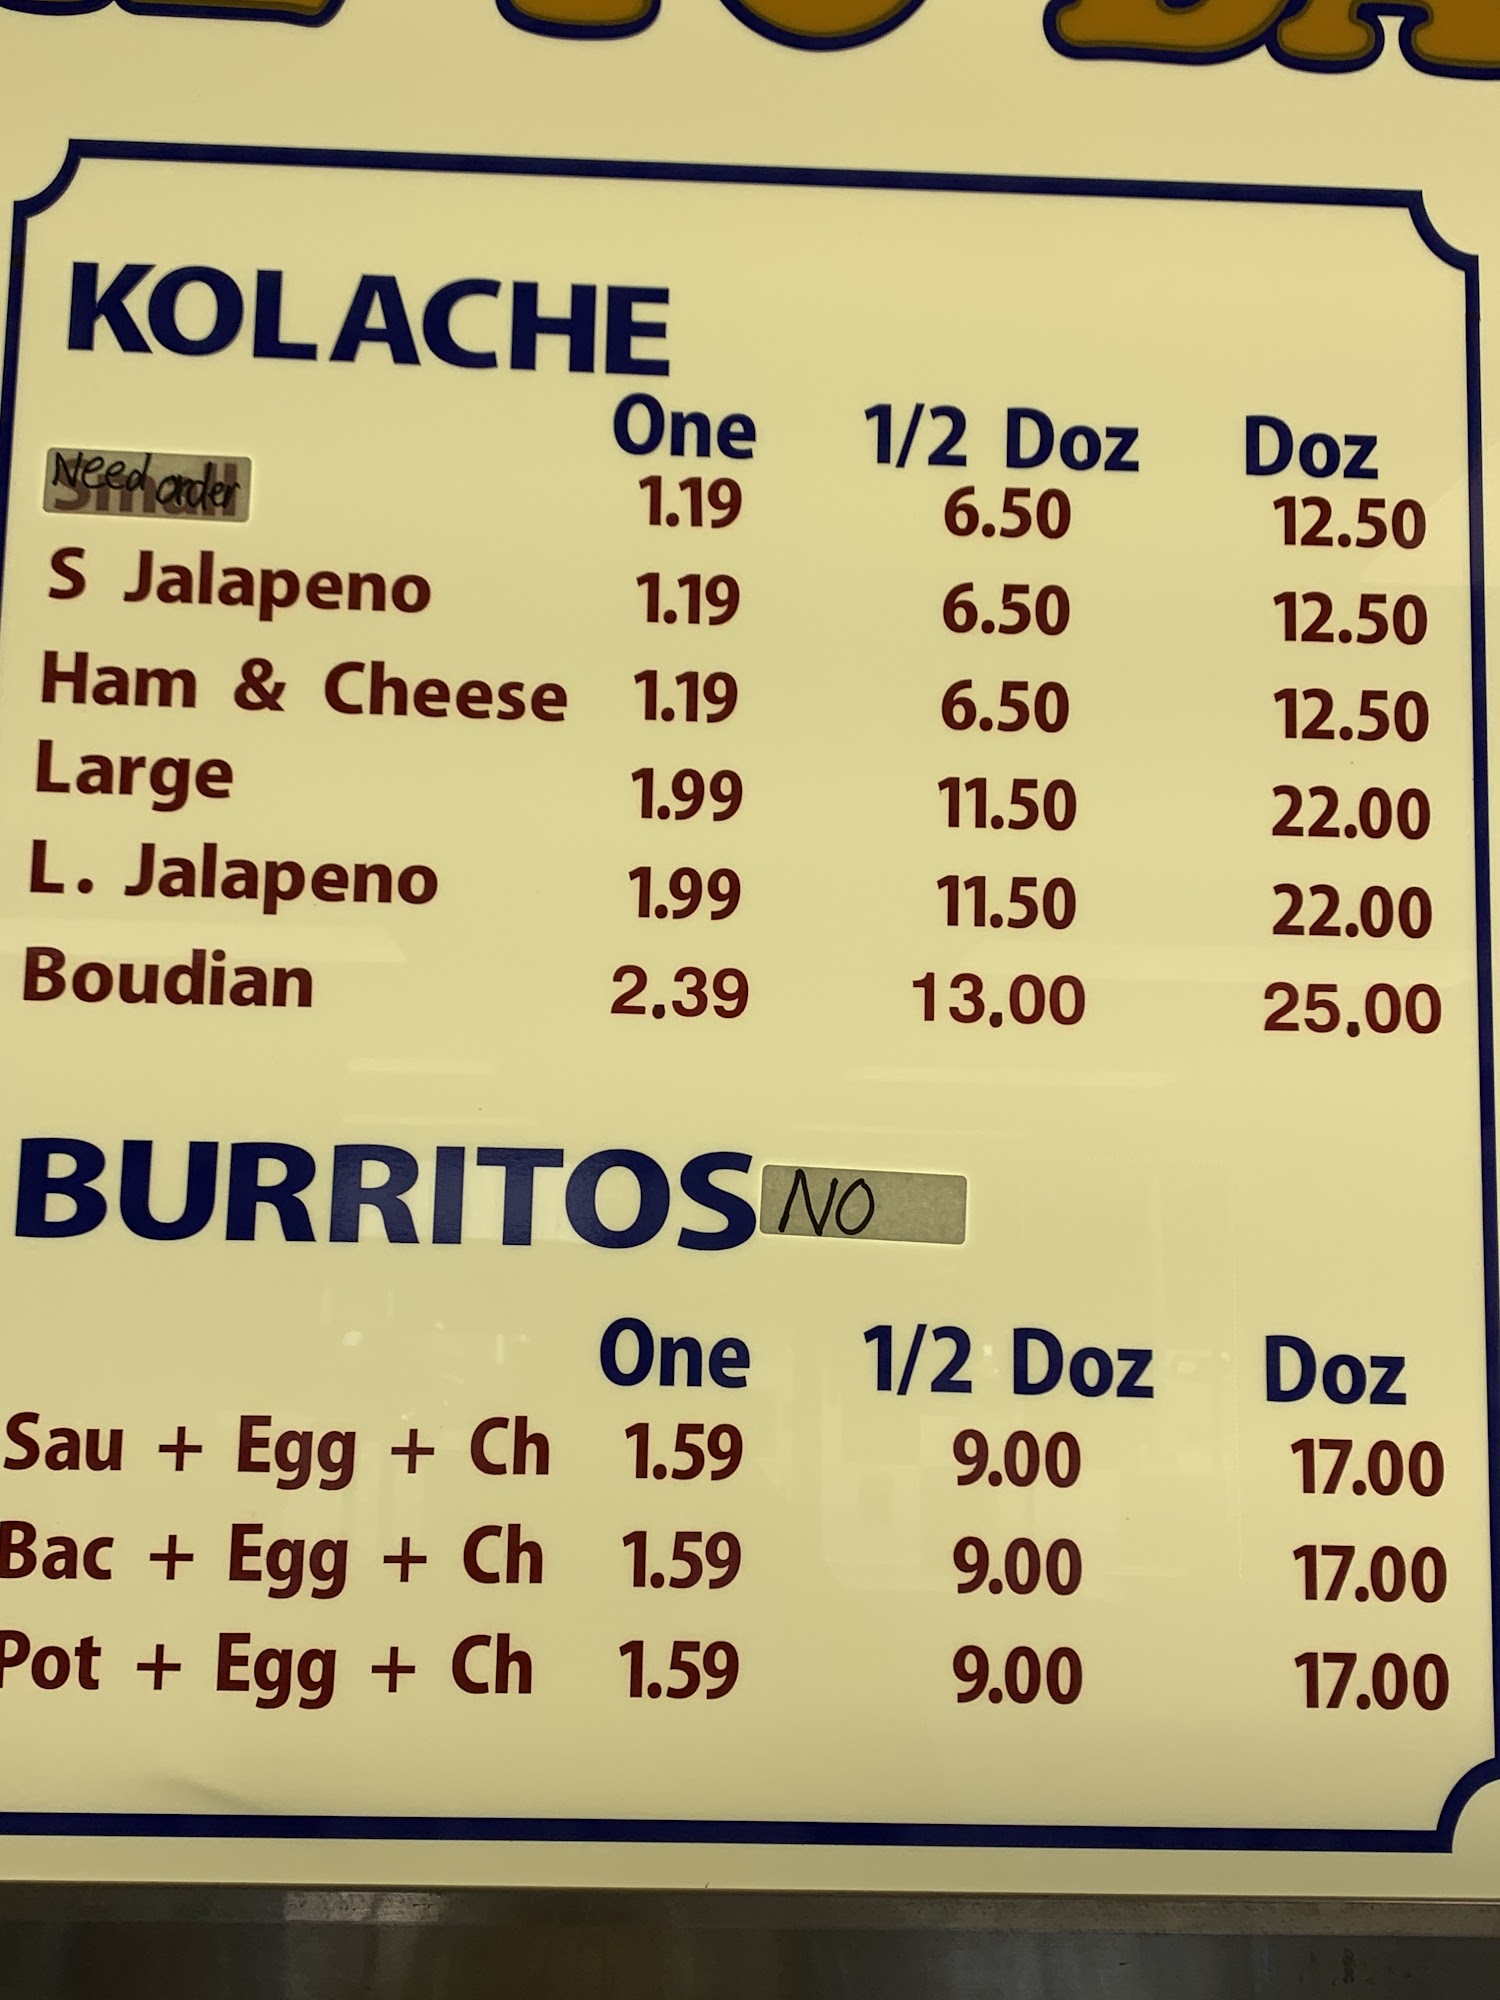 KOLACHE
One 1/2 Doz Doz
Need order
Small 1.19 6.50 12.50
S Jalapeno 1.19 6.50 12.50
Ham & Cheese 1.19 6.50 12.50
Large 1.99 11.50 22.00
L. Jalapeno 1.99 11.50 22.00
Boudian 2.39 13.00 25.00
BURRITOS NO
One 1/2 Doz Doz
Sau + Egg + Ch 1.59 9.00 17.00
Bac + Egg + Ch 1.59 9.00 17.00
Pot + Egg + Ch 1.59 9.00 17.00